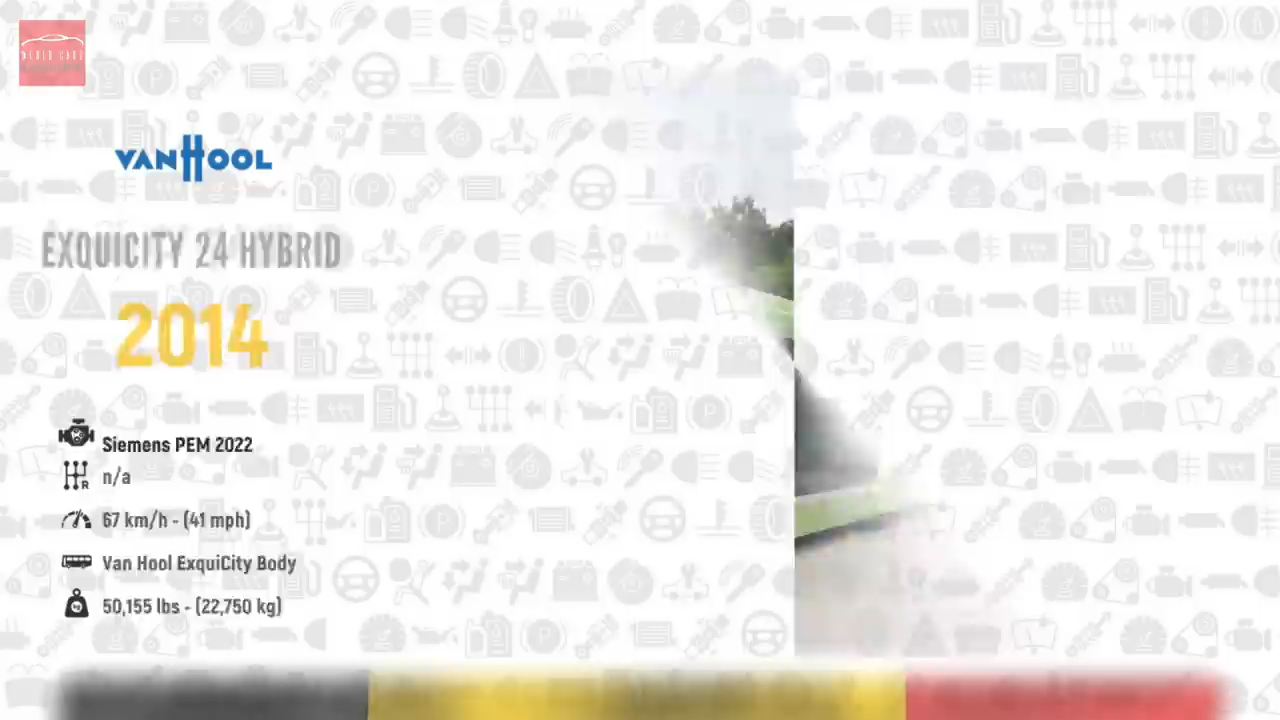 VANHOOL
EXQUICITY 24 HYBRID
2014
Siemens PEM 2022
R
n/a
67 km/h - (41 mph)
Van Hool ExquiCity Body
50,155 lbs - (22,750 kg)